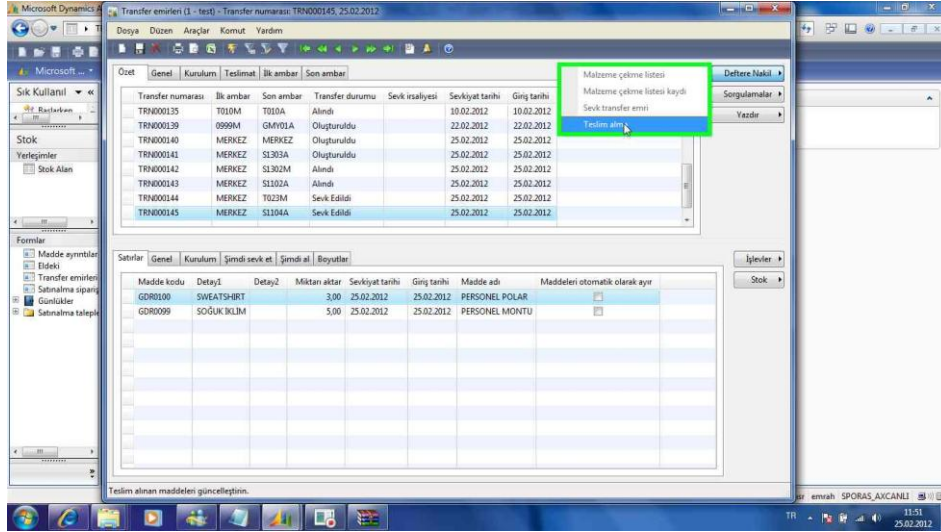 Microsoft Dynamics A
Transfer emirleri (1 - test) - Transfer numarası: TRN000145, 25.02.2012
Dosya Düzen Araçlar Komut Yardım
Microsoft ...
Özet Genel Kurulum Teslimat İlk ambar Son ambar
Malzeme çekme listesi
Malzeme çekme listesi kaydı
Sevk transfer emri
Teslim alma
Deftere Nakil
Sorgulamalar
Yazdır
Sık Kullanıl
Başlarken
Stok
Yerleşimler
Stok Alan
Transfer numarası İlk ambar Son ambar Transfer durumu Sevk irsaliyesi Sevkiyat tarihi Giriş tarihi
TRN000135 T010M T010A Alındı 10.02.2012 10.02.2012
TRN000139 0999M GMY01A Oluşturuldu 22.02.2012 22.02.2012
TRN000140 MERKEZ MERKEZ Oluşturuldu 25.02.2012 25.02.2012
TRN000141 MERKEZ S1303A Oluşturuldu 25.02.2012 25.02.2012
TRN000142 MERKEZ S1302M Alındı 25.02.2012 25.02.2012
TRN000143 MERKEZ S1102A Alındı 25.02.2012 25.02.2012
TRN000144 MERKEZ T023M Sevk Edildi 25.02.2012 25.02.2012
TRN000145 MERKEZ S1104A Sevk Edildi 25.02.2012 25.02.2012
Formlar
Madde ayrıntılar
Eldeki
Transfer emirleri
Satınalma sipariş
Günlükler
Satınalma taleple
Satırlar Genel Kurulum Şimdi sevk et Şimdi al Boyutlar
İşlevler
Stok
Madde kodu Detay1 Detay2 Miktarı aktar Sevkiyat tarihi Giriş tarihi Madde adı Maddeleri otomatik olarak ayır
GDR0100 SWEATSHIRT 3,00 25.02.2012 25.02.2012 PERSONEL POLAR
GDR0099 SOĞUK İKLİM 5,00 25.02.2012 25.02.2012 PERSONEL MONTU
Teslim alınan maddeleri güncelleştirin.
emrah SPORAS_AXCANLI
TR
11:51
25.02.2012